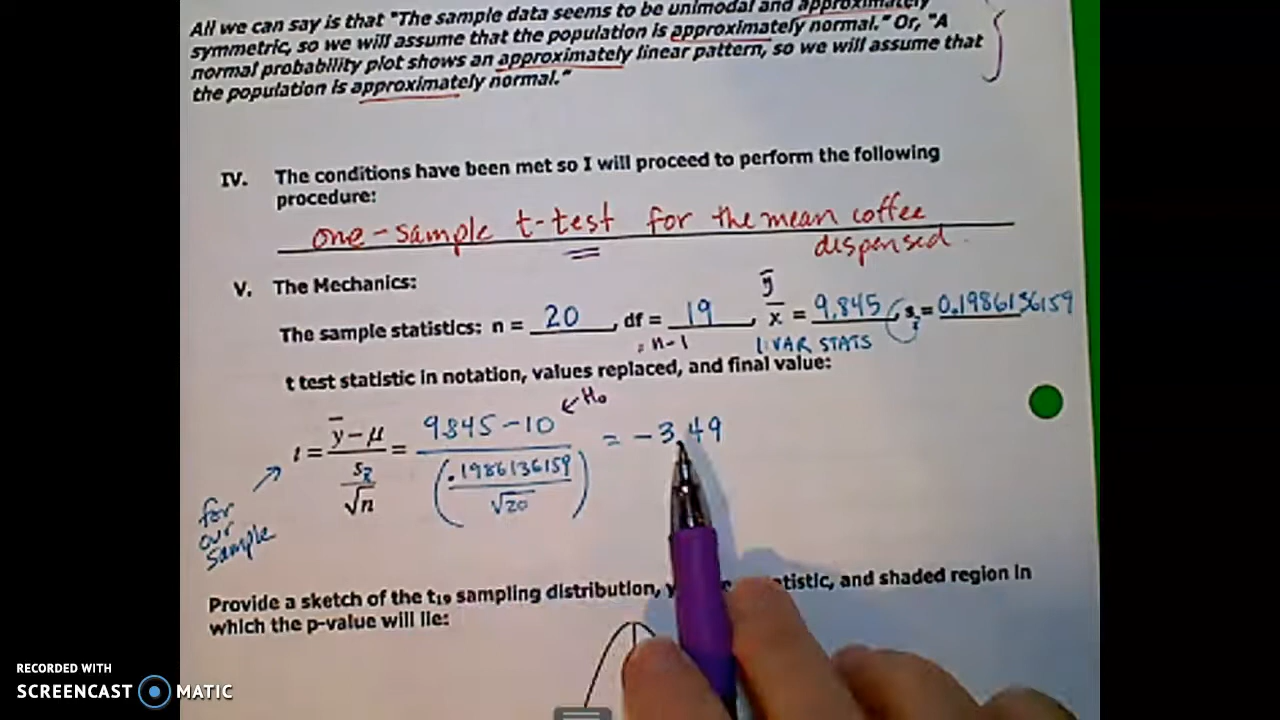 All we can say is that "The sample data seems to be unimodal and approximately
symmetric, so we will assume that the population is approximately normal." Or, "A
normal probability plot shows an approximately linear pattern, so we will assume that
the population is approximately normal."
IV. The conditions have been met so I will proceed to perform the following
procedure:
one-sample t-test for the mean coffee
dispensed.
V. The Mechanics:
ȳ
The sample statistics: n = 20, df = 19, x̄ = 9.845, s = 0.1986136159
= n-1 1 VAR STATS
t test statistic in notation, values replaced, and final value:
← H₀
t = (ȳ - μ) / (sₓ / √n) = (9.845 - 10) / (.1986136159 / √20) = -3.49
for
our
sample
Provide a sketch of the t₁₉ sampling distribution, and shaded region in
which the p-value will lie:
RECORDED WITH
SCREENCAST MATIC